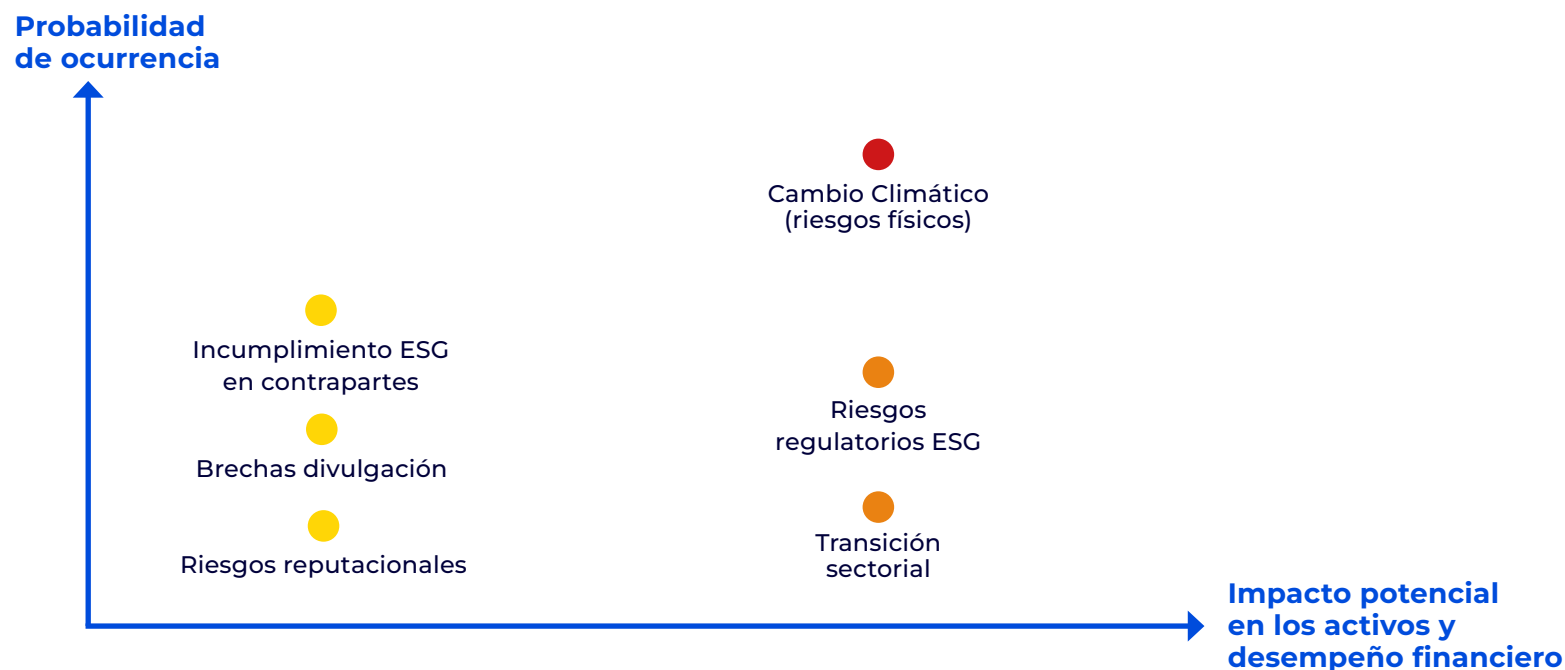 Probabilidad
de ocurrencia
Cambio Climático
(riesgos físicos)
Incumplimiento ESG
en contrapartes
Riesgos
regulatorios ESG
Brechas divulgación
Transición
sectorial
Riesgos reputacionales
Impacto potencial
en los activos y
desempeño financiero